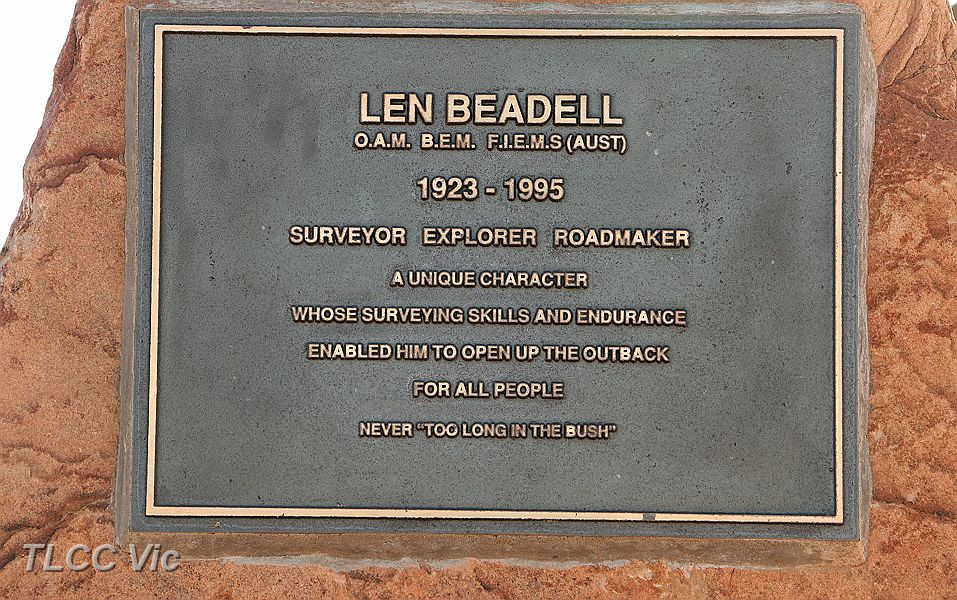 LEN BEADELL
O.A.M. B.E.M. F.I.E.M.S (AUST)
1923 - 1995
SURVEYOR EXPLORER ROADMAKER
A UNIQUE CHARACTER
WHOSE SURVEYING SKILLS AND ENDURANCE
ENABLED HIM TO OPEN UP THE OUTBACK
FOR ALL PEOPLE
NEVER "TOO LONG IN THE BUSH"
TLCC Vic